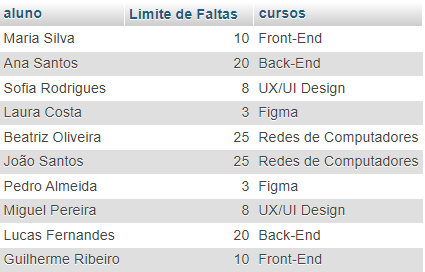 aluno Limite de Faltas cursos
Maria Silva 10 Front-End
Ana Santos 20 Back-End
Sofia Rodrigues 8 UX/UI Design
Laura Costa 3 Figma
Beatriz Oliveira 25 Redes de Computadores
João Santos 25 Redes de Computadores
Pedro Almeida 3 Figma
Miguel Pereira 8 UX/UI Design
Lucas Fernandes 20 Back-End
Guilherme Ribeiro 10 Front-End